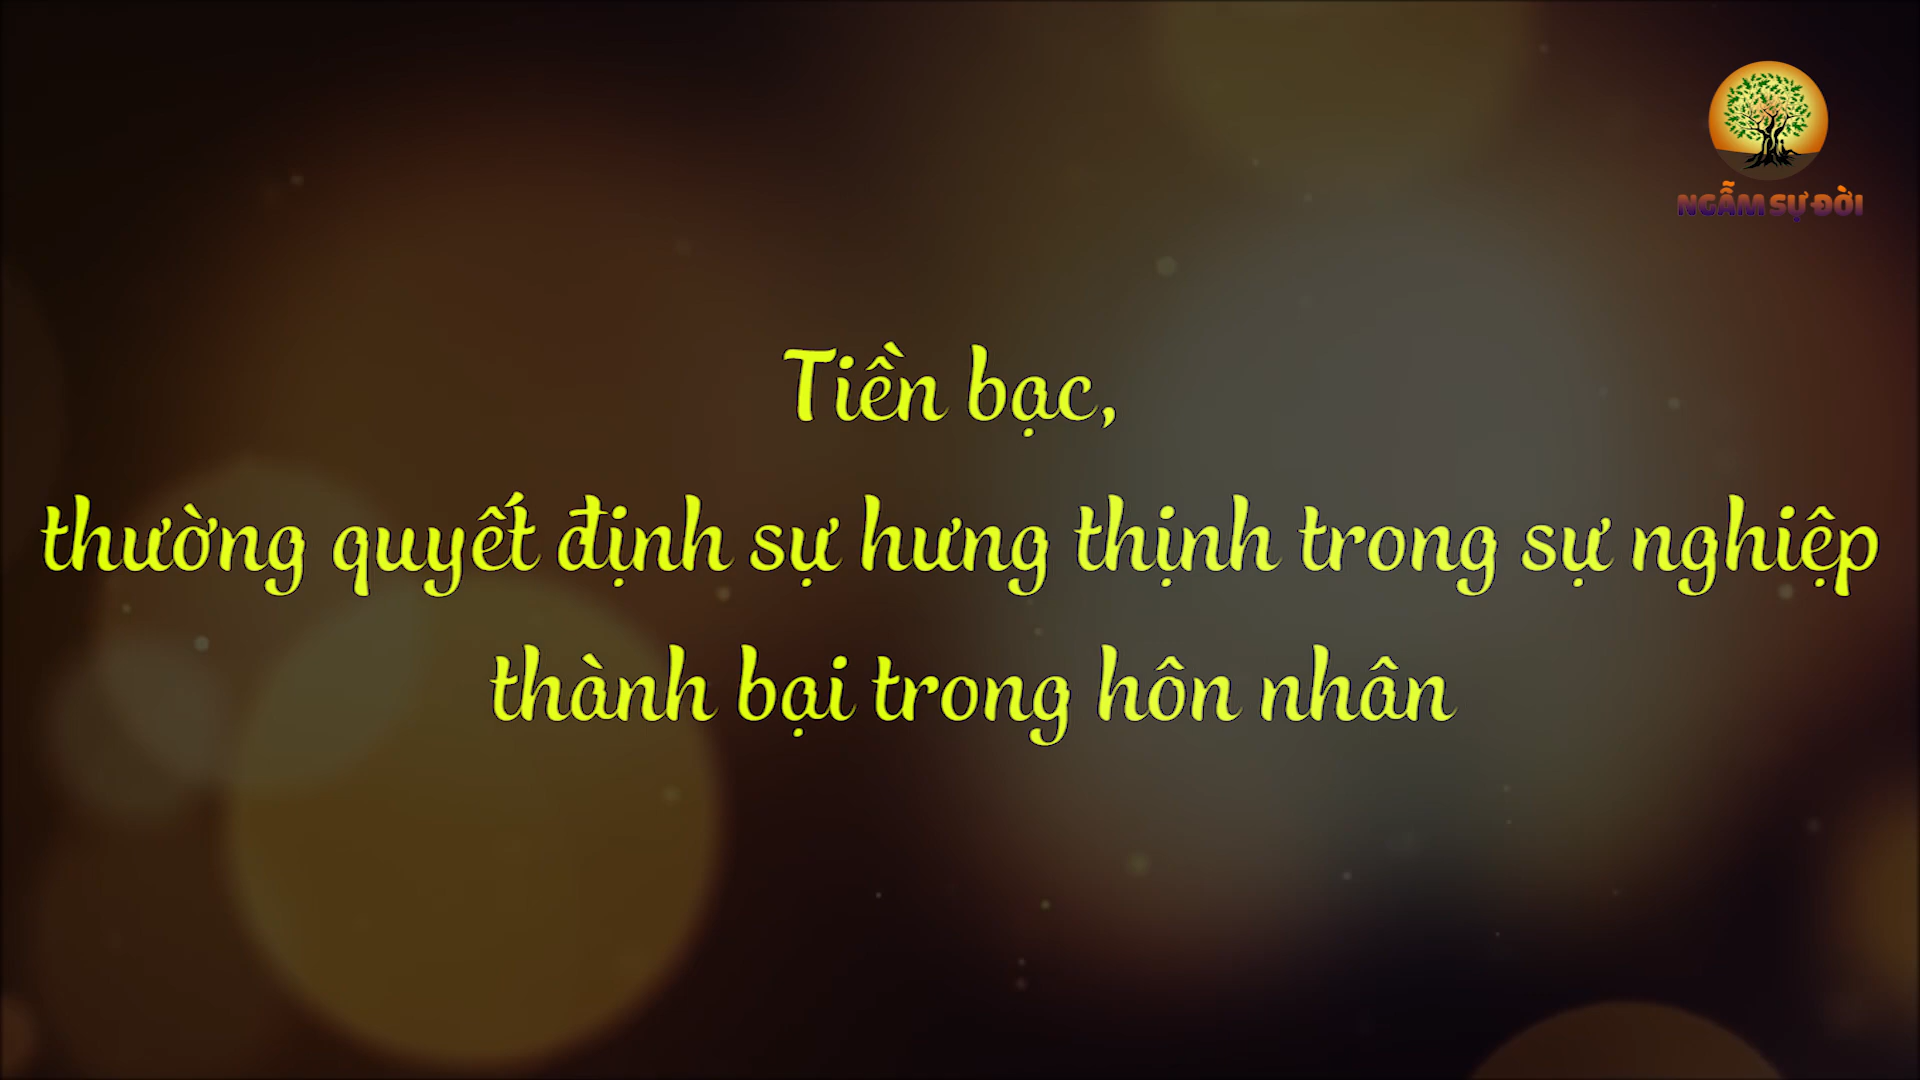 NGẪM SỰ ĐỜI
Tiền bạc,
thường quyết định sự hưng thịnh trong sự nghiệp
thành bại trong hôn nhân